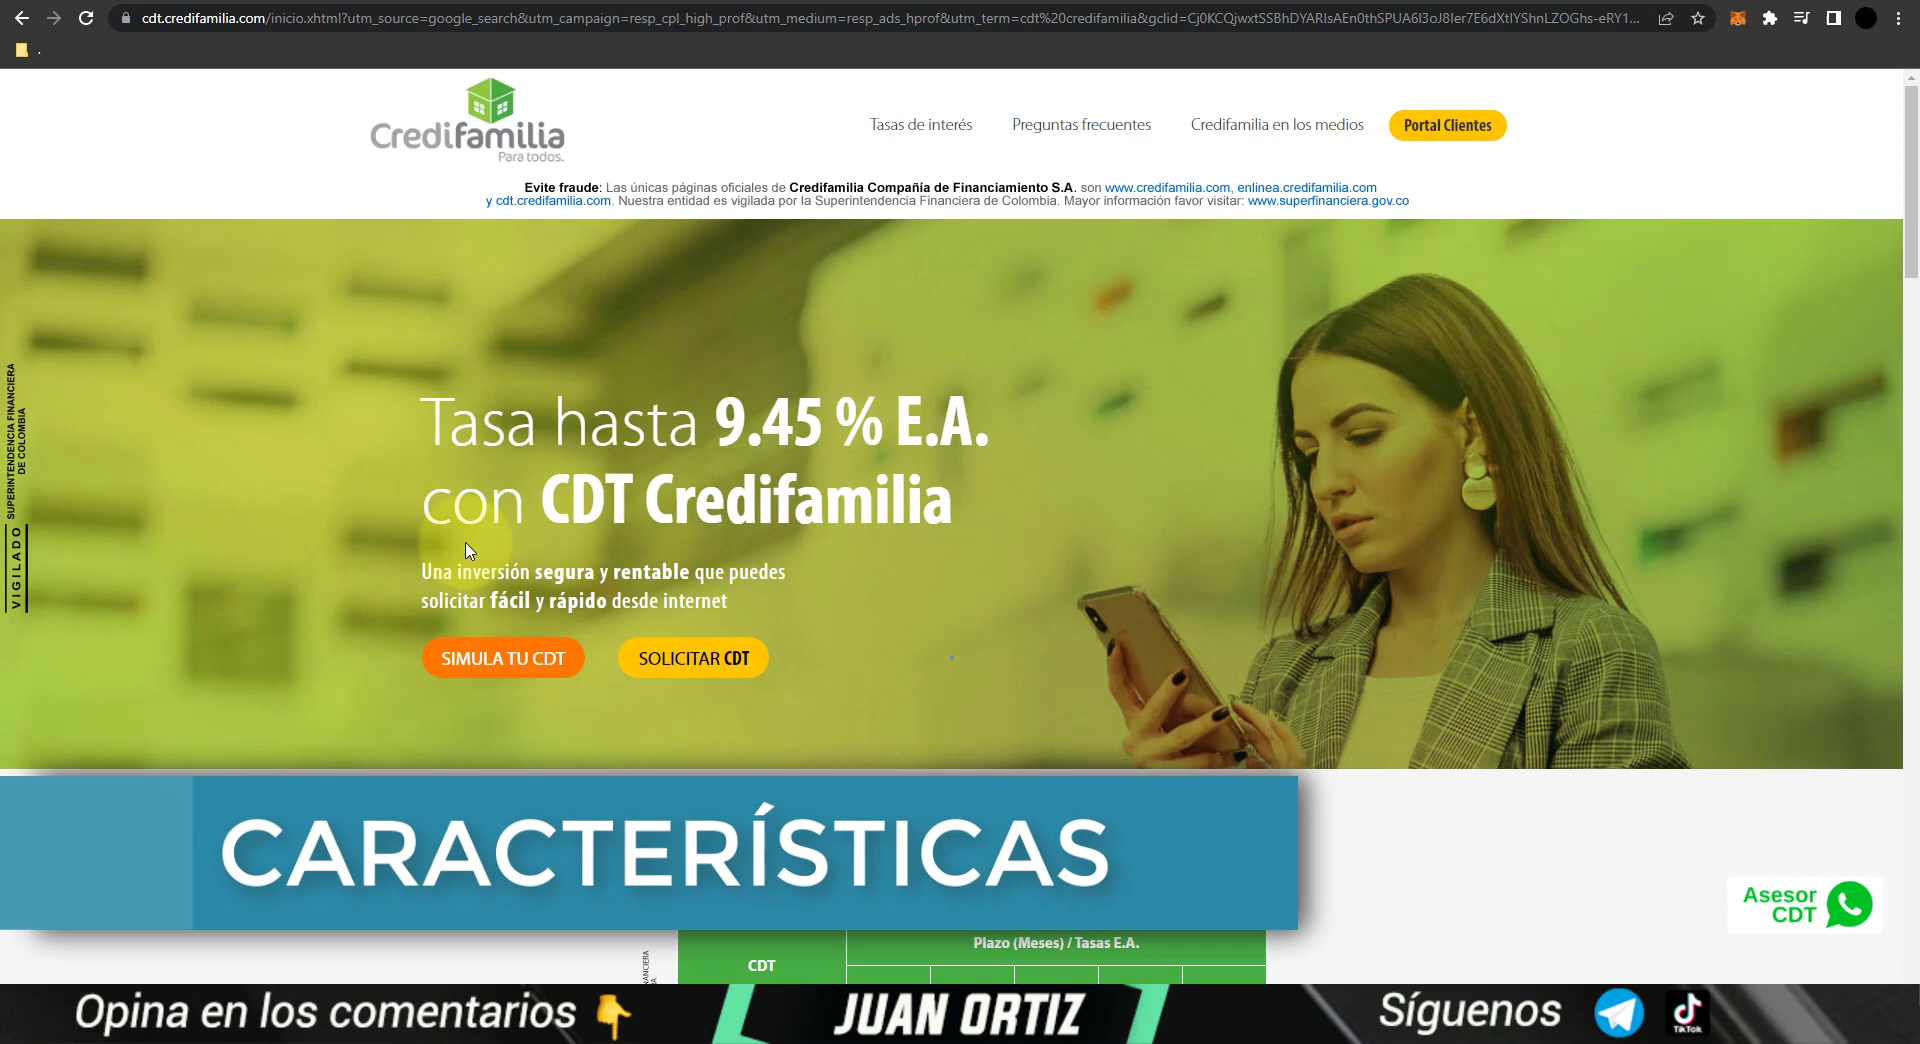 cdt.credifamilia.com/inicio.xhtml?utm_source=google_search&utm_campaign=resp_cpl_high_prof&utm_medium=resp_ads_hprof&utm_term=cdt%20credifamilia&gclid=Cj0KCQjwxtSSBhDYARIsAEn0thSPUA6I3oJ8Ier7E6dXtIYShnLZOGhs-eRY1...
.
Credifamilia
Para todos.
Tasas de interés
Preguntas frecuentes
Credifamilia en los medios
Portal Clientes
Evite fraude: Las únicas páginas oficiales de Credifamilia Compañía de Financiamiento S.A. son www.credifamilia.com, enlinea.credifamilia.com
y cdt.credifamilia.com. Nuestra entidad es vigilada por la Superintendencia Financiera de Colombia. Mayor información favor visitar: www.superfinanciera.gov.co
VIGILADO
SUPERINTENDENCIA FINANCIERA
DE COLOMBIA
Tasa hasta 9.45 % E.A.
con CDT Credifamilia
Una inversión segura y rentable que puedes
solicitar fácil y rápido desde internet
SIMULA TU CDT
SOLICITAR CDT
CARACTERÍSTICAS
Asesor
CDT
Plazo (Meses) / Tasas E.A.
CDT
Opina en los comentarios
JUAN ORTIZ
Síguenos
TikTok